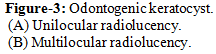 Figure-3: Odontogenic keratocyst.
(A) Unilocular radiolucency.
(B) Multilocular radiolucency.